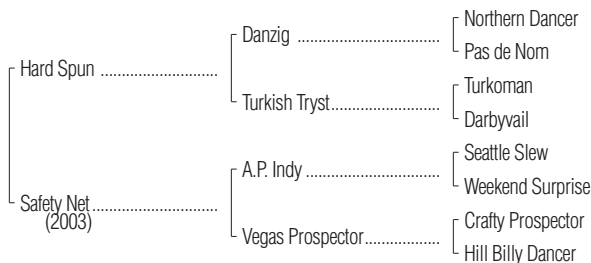 Northern Dancer
Danzig ..................................
Pas de Nom
Hard Spun ............................
Turkoman
Turkish Tryst..........................
Darbyvail
Seattle Slew
A.P. Indy ................................
Weekend Surprise
Safety Net..............................
(2003)
Crafty Prospector
Vegas Prospector..................
Hill Billy Dancer